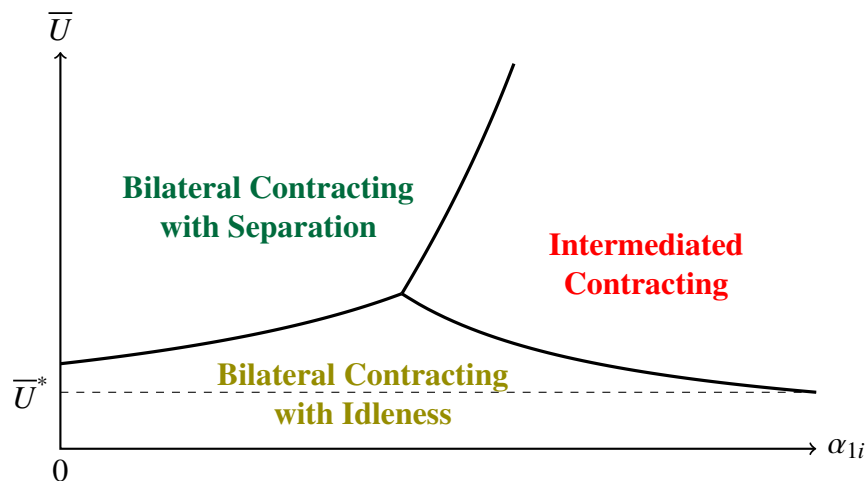 U̅
Bilateral Contracting
with Separation
Intermediated
Contracting
Bilateral Contracting
with Idleness
U̅*
α₁ᵢ
0